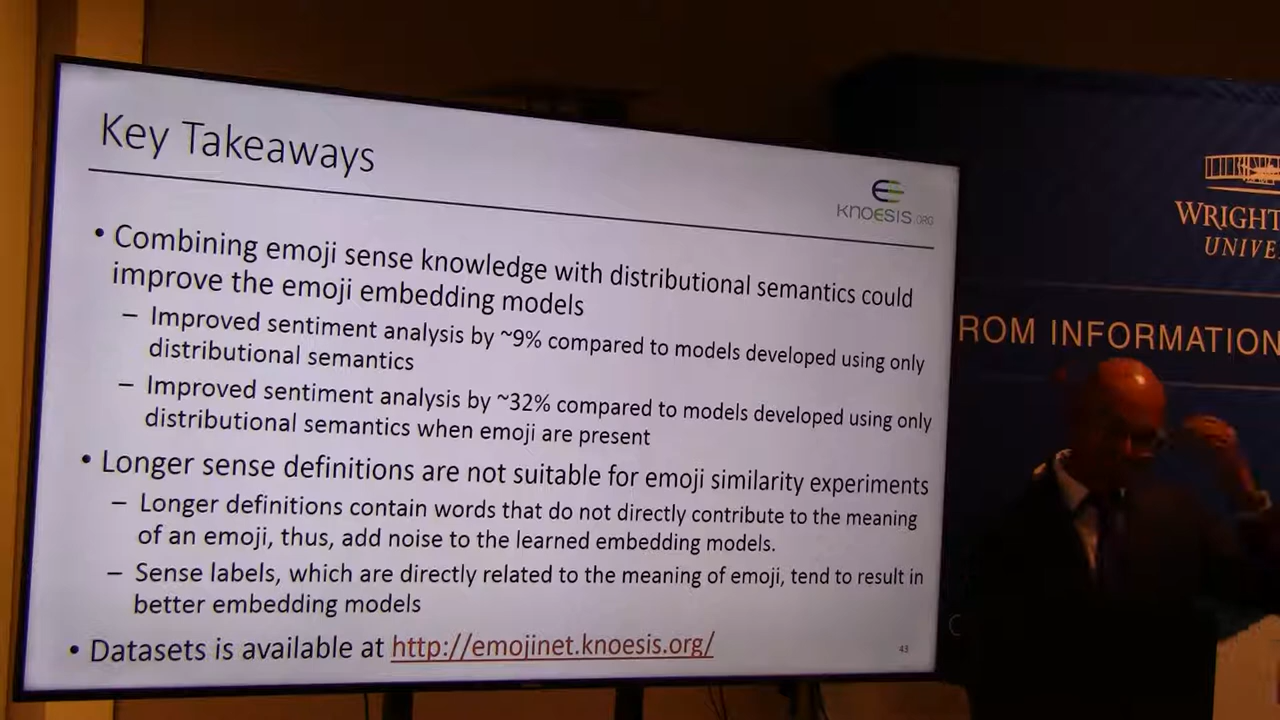 Key Takeaways
KNOESIS.ORG
• Combining emoji sense knowledge with distributional semantics could
improve the emoji embedding models
– Improved sentiment analysis by ~9% compared to models developed using only
distributional semantics
– Improved sentiment analysis by ~32% compared to models developed using only
distributional semantics when emoji are present
• Longer sense definitions are not suitable for emoji similarity experiments
– Longer definitions contain words that do not directly contribute to the meaning
of an emoji, thus, add noise to the learned embedding models.
– Sense labels, which are directly related to the meaning of emoji, tend to result in
better embedding models
• Datasets is available at http://emojinet.knoesis.org/
43
WRIGHT
UNIVE
ROM INFORMATION